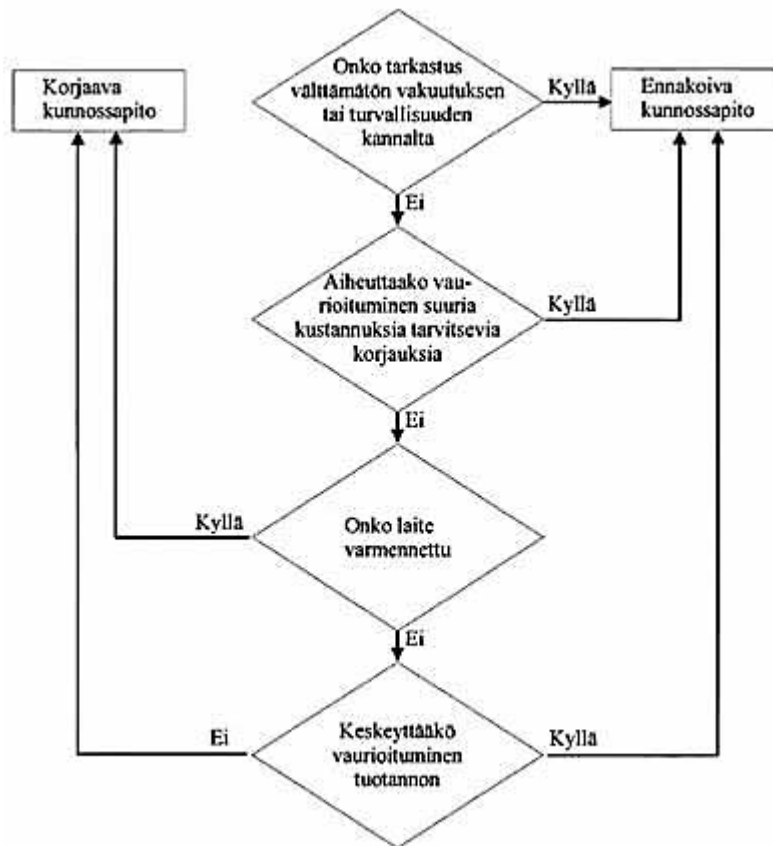 Korjaava
kunnossapito
Onko tarkastus
välttämätön vakuutuksen
tai turvallisuuden
kannalta
Kyllä
Ennakoiva
kunnossapito
Ei
Aiheuttaako vau-
rioituminen suuria
kustannuksia tarvitsevia
korjauksia
Kyllä
Ei
Kyllä
Onko laite
varmennettu
Ei
Ei
Keskeyttääkö
vaurioituminen
tuotannon
Kyllä